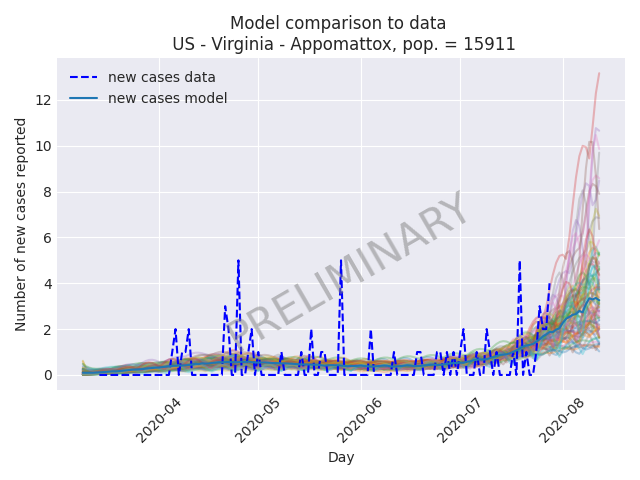 Model comparison to data
US - Virginia - Appomattox, pop. = 15911
new cases data
new cases model
Number of new cases reported
12
10
8
6
4
2
0
PRELIMINARY
2020-04
2020-05
2020-06
2020-07
2020-08
Day